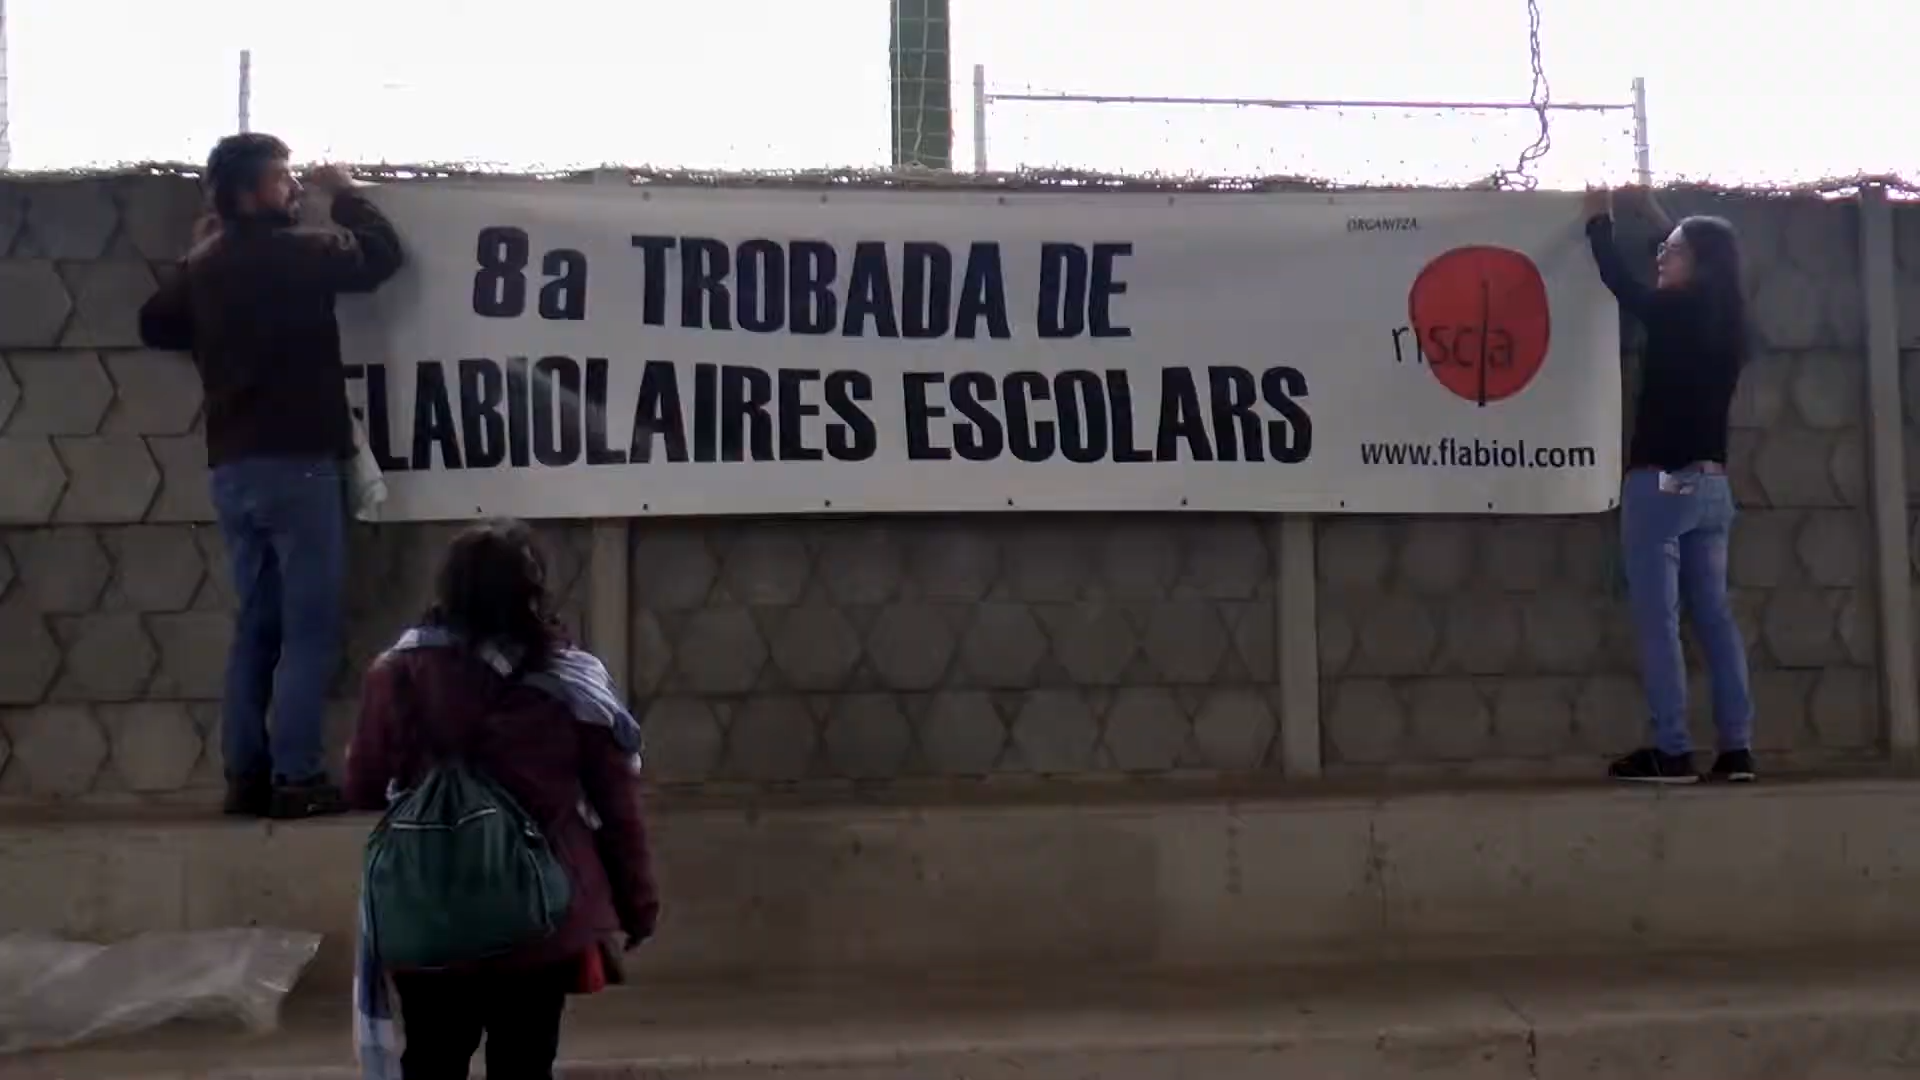 8a TROBADA DE
FLABIOLAIRES ESCOLARS
ORGANITZA:
riscla
www.flabiol.com